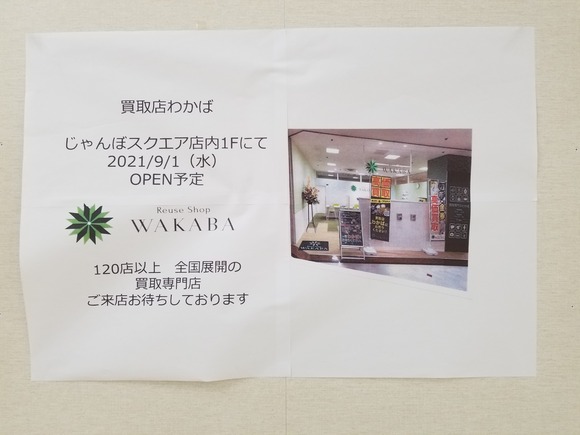 買取店わかば
じゃんぼスクエア店内1Fにて
2021/9/1（水）
OPEN予定
Reuse Shop
WAKABA
120店以上　全国展開の
買取専門店
ご来店お待ちしております
WAKABA